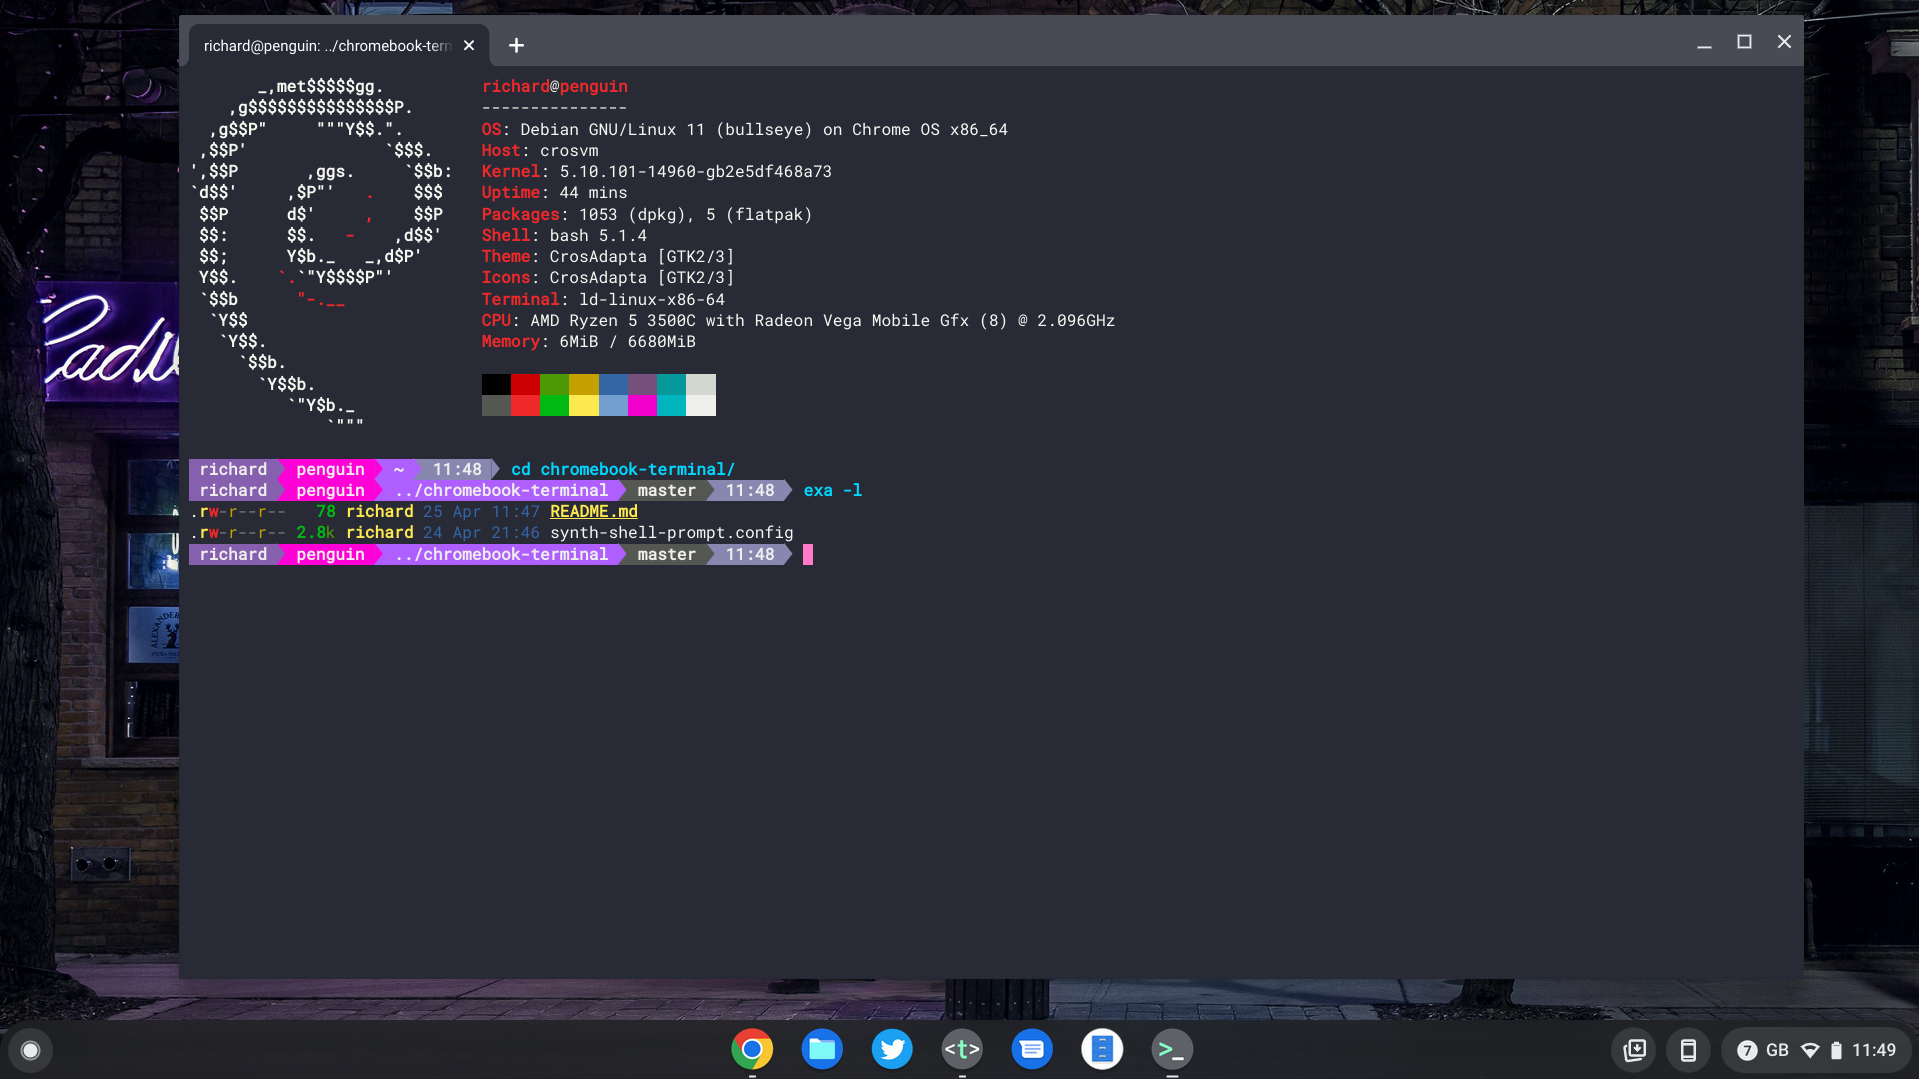 richard@penguin: ../chromebook-term
_,met$$$$$gg.
,g$$$$$$$$$$$$$$$P.
,g$$P"     """Y$$.".
,$$P'              `$$$.
',$$P       ,ggs.     `$$b:
`d$$'     ,$P"'   .    $$$
$$P      d$'     ,    $$P
$$:      $$.   -    ,d$$'
$$;      Y$b._   _,d$P'
Y$$.    `.`"Y$$$$P"'
`$$b      "-.__
`Y$$
`Y$$.
`$$b.
`Y$$b.
`"Y$b._
`"""
richard@penguin
---------------
OS: Debian GNU/Linux 11 (bullseye) on Chrome OS x86_64
Host: crosvm
Kernel: 5.10.101-14960-gb2e5df468a73
Uptime: 44 mins
Packages: 1053 (dpkg), 5 (flatpak)
Shell: bash 5.1.4
Theme: CrosAdapta [GTK2/3]
Icons: CrosAdapta [GTK2/3]
Terminal: ld-linux-x86-64
CPU: AMD Ryzen 5 3500C with Radeon Vega Mobile Gfx (8) @ 2.096GHz
Memory: 6MiB / 6680MiB
richard penguin ~ 11:48 cd chromebook-terminal/
richard penguin ../chromebook-terminal master 11:48 exa -l
.rw-r--r--   78 richard 25 Apr 11:47 README.md
.rw-r--r-- 2.8k richard 24 Apr 21:46 synth-shell-prompt.config
richard penguin ../chromebook-terminal master 11:48
<t> >_ 7 GB 11:49